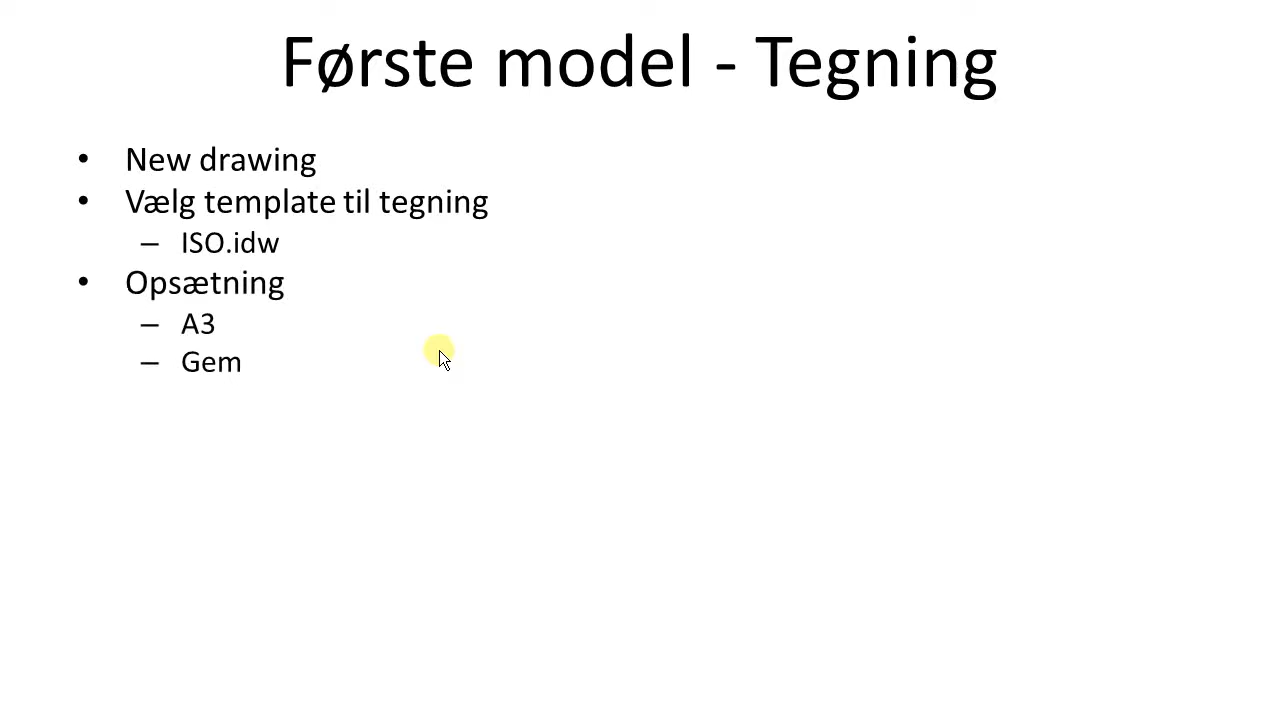 Første model - Tegning
• New drawing
• Vælg template til tegning
– ISO.idw
• Opsætning
– A3
– Gem